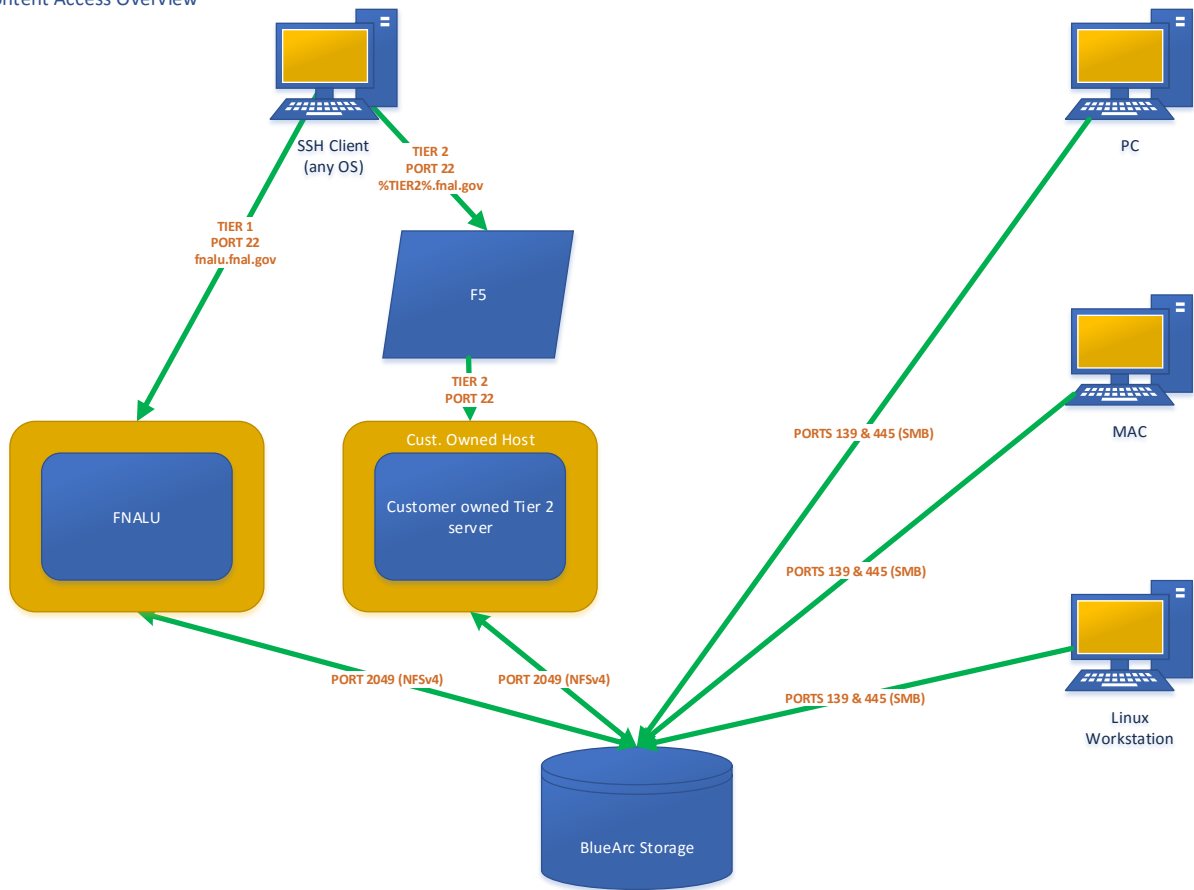 Access Overview
SSH Client
(any OS)
TIER 2
PORT 22
%TIER2%.fnal.gov
TIER 1
PORT 22
fnalu.fnal.gov
F5
TIER 2
PORT 22
FNALU
Cust. Owned Host
Customer owned Tier 2
server
PORT 2049 (NFSv4)
PORT 2049 (NFSv4)
BlueArc Storage
PC
PORTS 139 & 445 (SMB)
MAC
PORTS 139 & 445 (SMB)
Linux
Workstation
PORTS 139 & 445 (SMB)